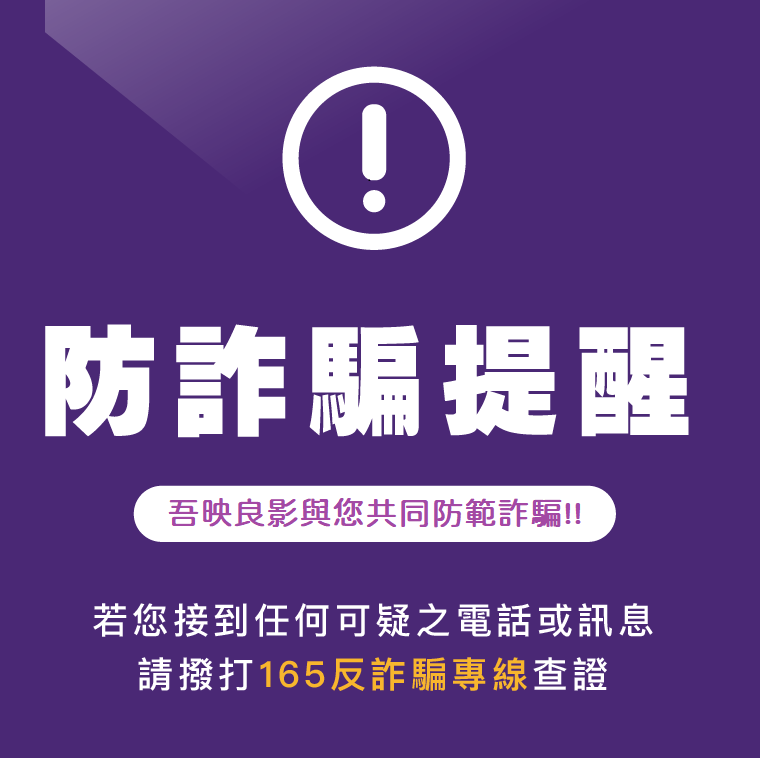 防詐騙提醒
吾映良影與您共同防範詐騙!!
若您接到任何可疑之電話或訊息
請撥打165反詐騙專線查證